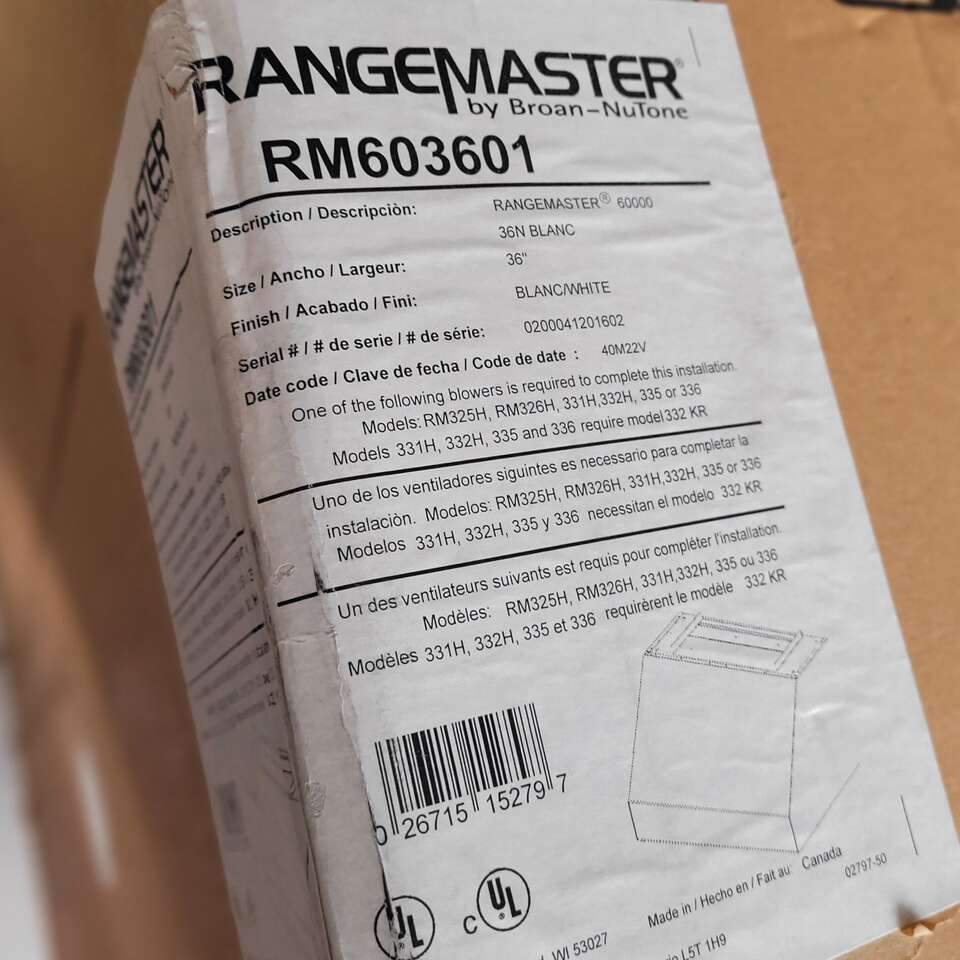 RANGEMASTER®
by Broan-NuTone
RM603601
Description / Descripciòn: RANGEMASTER® 60000
36N BLANC
Size / Ancho / Largeur: 36"
Finish / Acabado / Fini: BLANC/WHITE
Serial # / # de serie / # de série: 0200041201602
Date code / Clave de fecha / Code de date : 40M22V
One of the following blowers is required to complete this installation.
Models: RM325H, RM326H, 331H,332H, 335 or 336
Models 331H, 332H, 335 and 336 require model 332 KR
Uno de los ventiladores siguintes es necessario para completar la
instalaciòn. Modelos: RM325H, RM326H, 331H,332H, 335 or 336
Modelos 331H, 332H, 335 y 336 necessitan el modelo 332 KR
Un des ventilateurs suivants est requis pour compléter l'installation.
Modèles: RM325H, RM326H, 331H,332H, 335 ou 336
Modèles 331H, 332H, 335 et 336 requirèrent le modèle 332 KR
0 26715 15279 7
UL ® C UL ®
Made in / Hecho en / Fait au: Canada
02797-50
WI 53027
L5T 1H9
RANGEMASTER